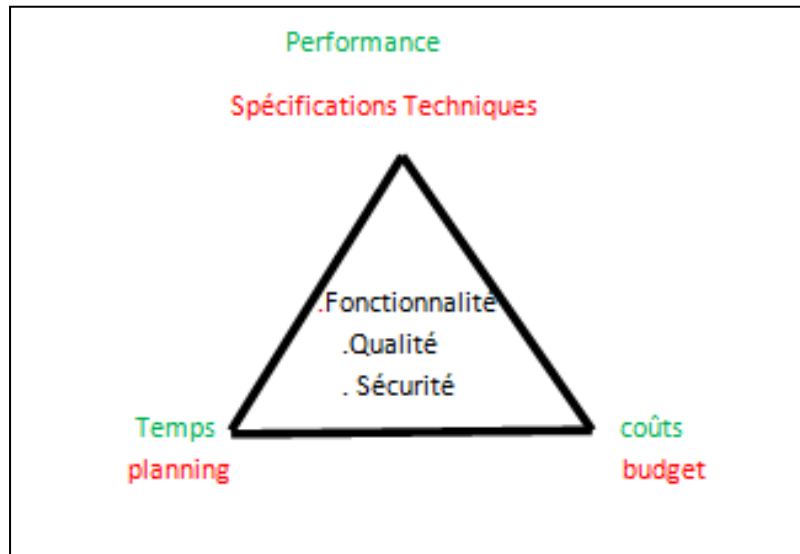 Performance
Spécifications Techniques
.Fonctionnalité
.Qualité
. Sécurité
Temps coûts
planning budget